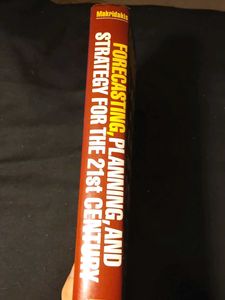 Makridakis
FORECASTING, PLANNING, AND
STRATEGY FOR THE 21st CENTURY